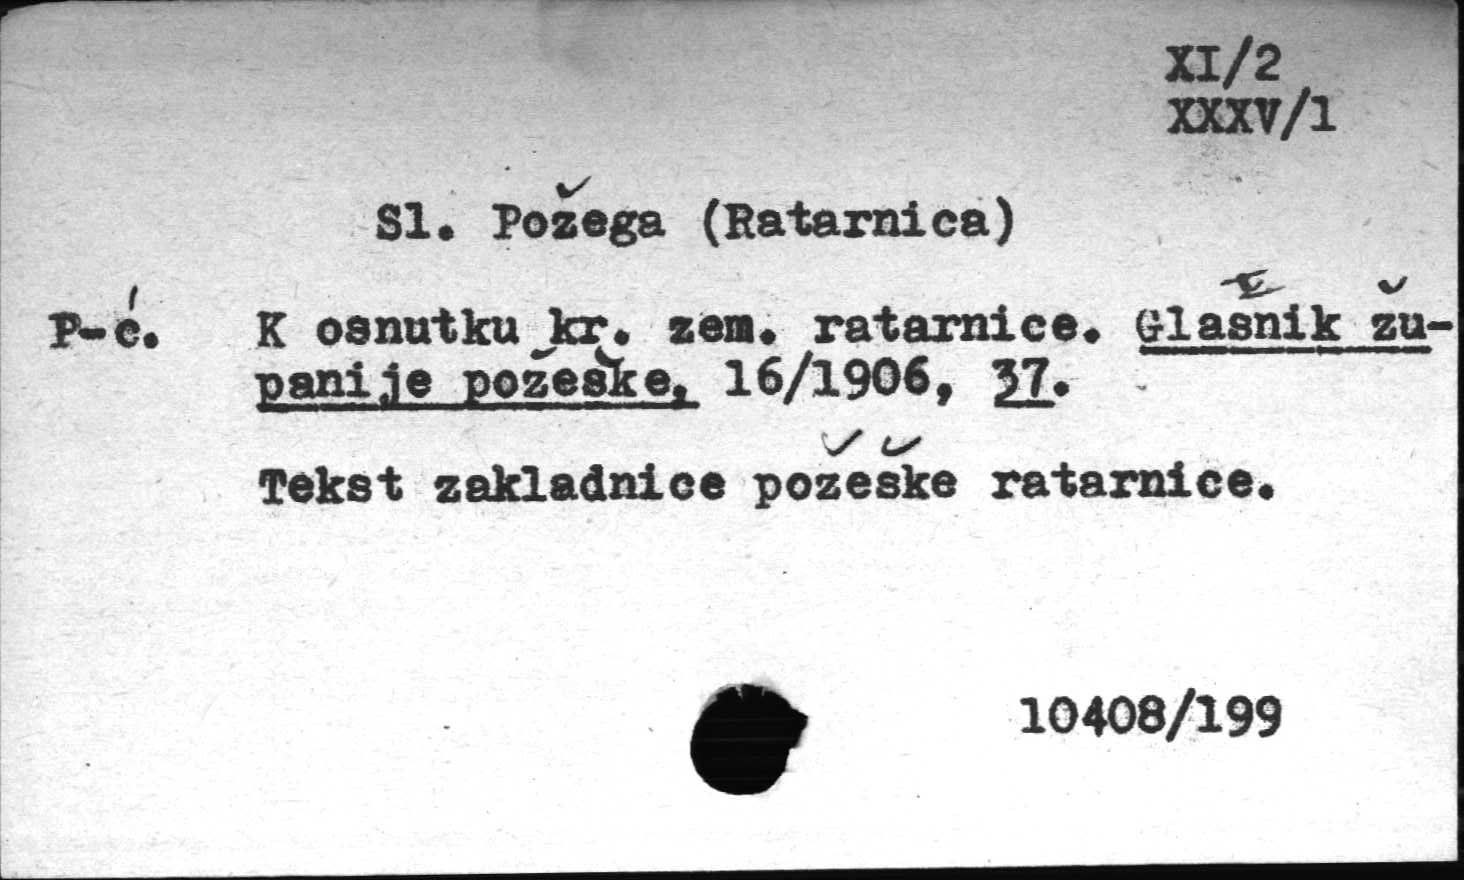 XI/2
XXXV/1
Sl. Požega (Ratarnica)
P-ć. K osnutku kr. zem. ratarnice. Glasnik žu-
panije požeške, 16/1906, 37.
Tekst zakladnice požeške ratarnice.
10408/199